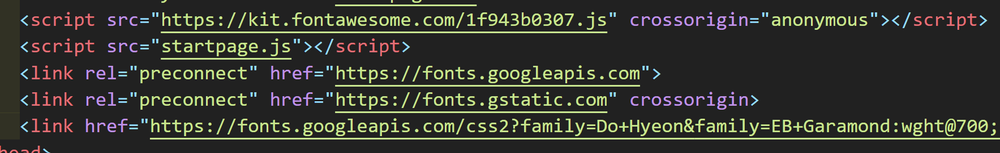 <script src="https://kit.fontawesome.com/1f943b0307.js" crossorigin="anonymous"></script>
<script src="startpage.js"></script>
<link rel="preconnect" href="https://fonts.googleapis.com">
<link rel="preconnect" href="https://fonts.gstatic.com" crossorigin>
<link href="https://fonts.googleapis.com/css2?family=Do+Hyeon&family=EB+Garamond:wght@700;
head>